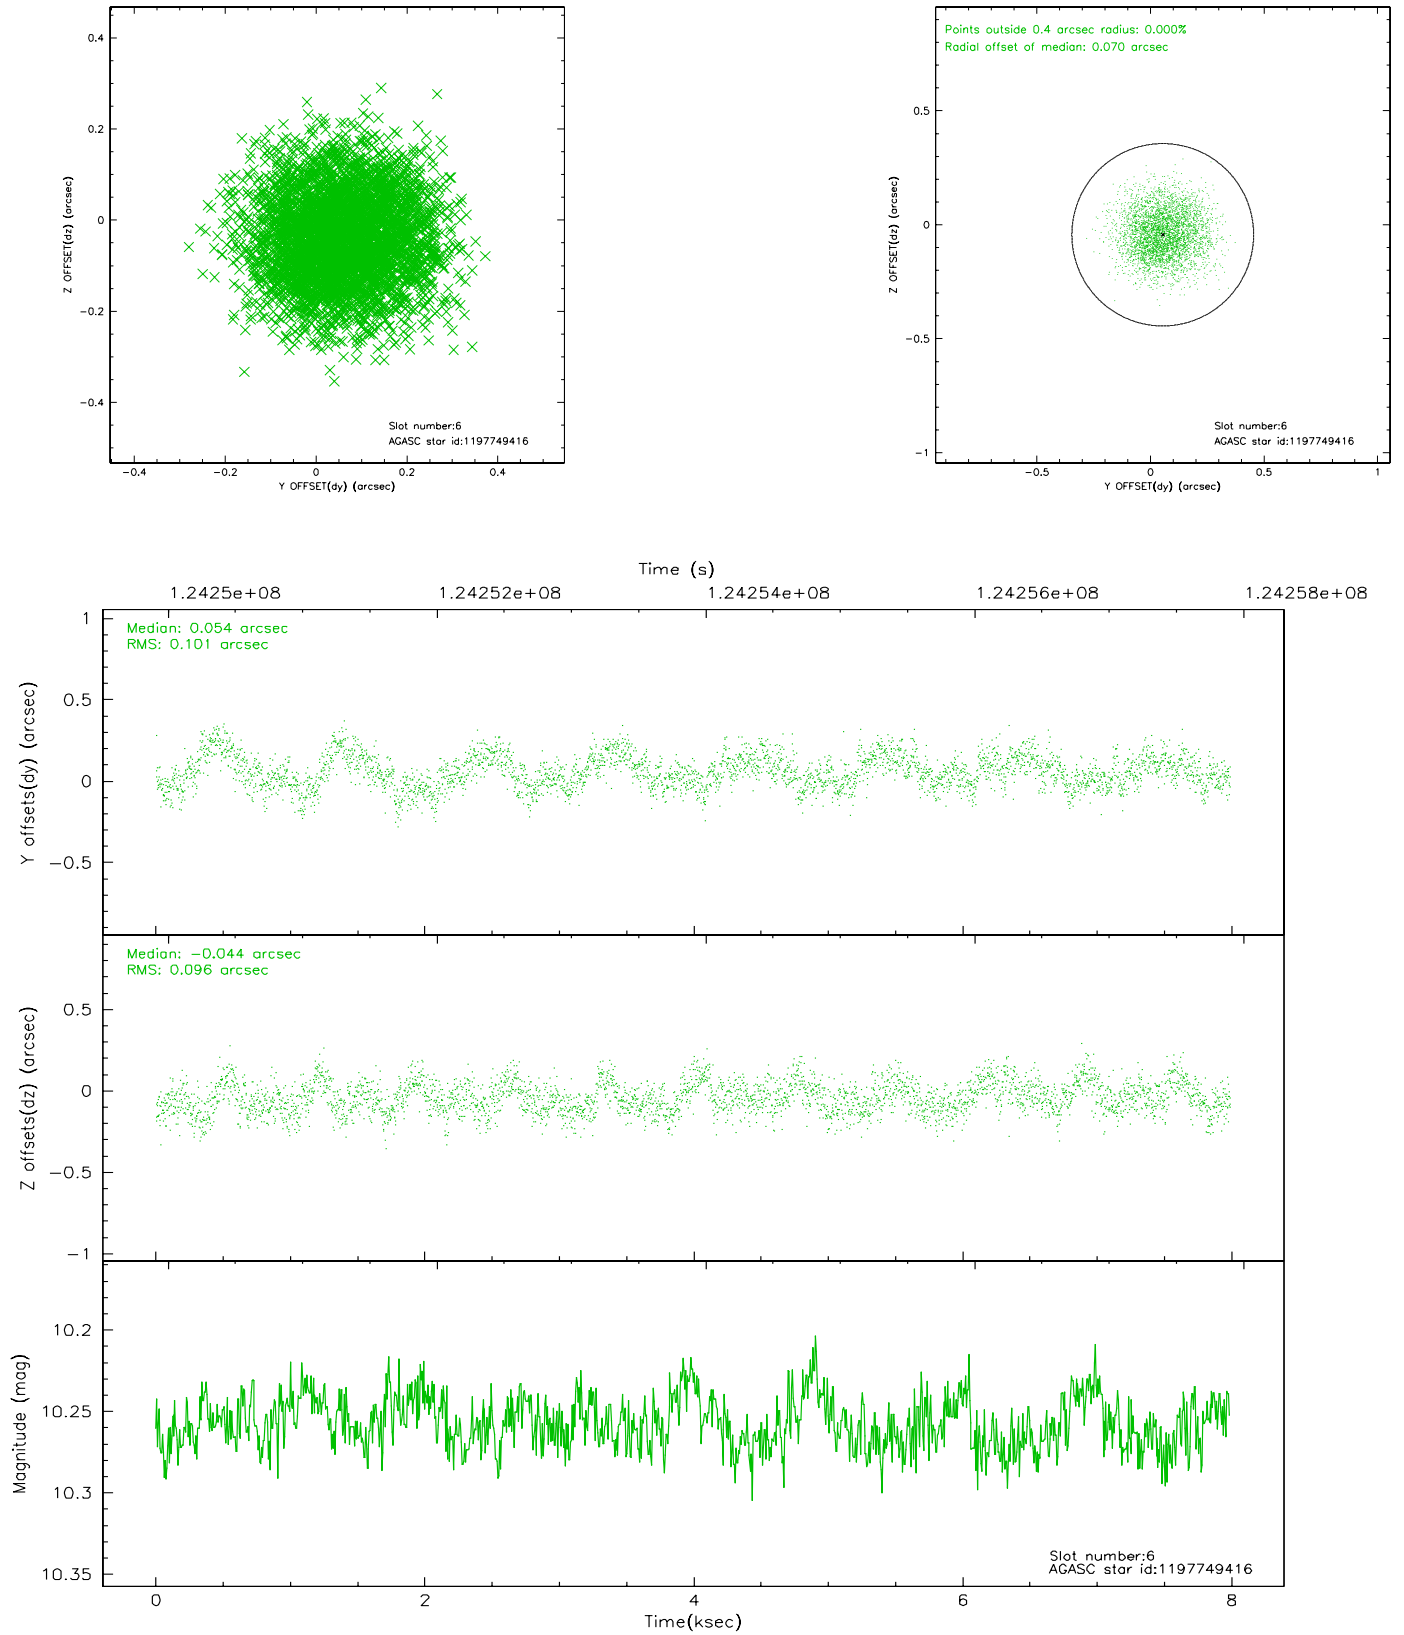 0.4
0.2
0
−0.2
−0.4
Z OFFSET(dz) (arcsec)
Slot number:6
AGASC star id:1197749416
−0.4 −0.2 0 0.2 0.4
Y OFFSET(dy) (arcsec)
Points outside 0.4 arcsec radius: 0.000%
Radial offset of median: 0.070 arcsec
0.5
0
−0.5
−1
Z OFFSET(dz) (arcsec)
Slot number:6
AGASC star id:1197749416
−0.5 0 0.5 1
Y OFFSET(dy) (arcsec)
Time (s)
1.2425e+08 1.24252e+08 1.24254e+08 1.24256e+08 1.24258e+08
Median: 0.054 arcsec
RMS: 0.101 arcsec
1
0.5
0
−0.5
Y offsets(dy) (arcsec)
Median: −0.044 arcsec
RMS: 0.096 arcsec
0.5
0
−0.5
−1
Z offsets(dz) (arcsec)
10.2
10.25
10.3
10.35
Magnitude (mag)
Slot number:6
AGASC star id:1197749416
0 2 4 6 8
Time(ksec)